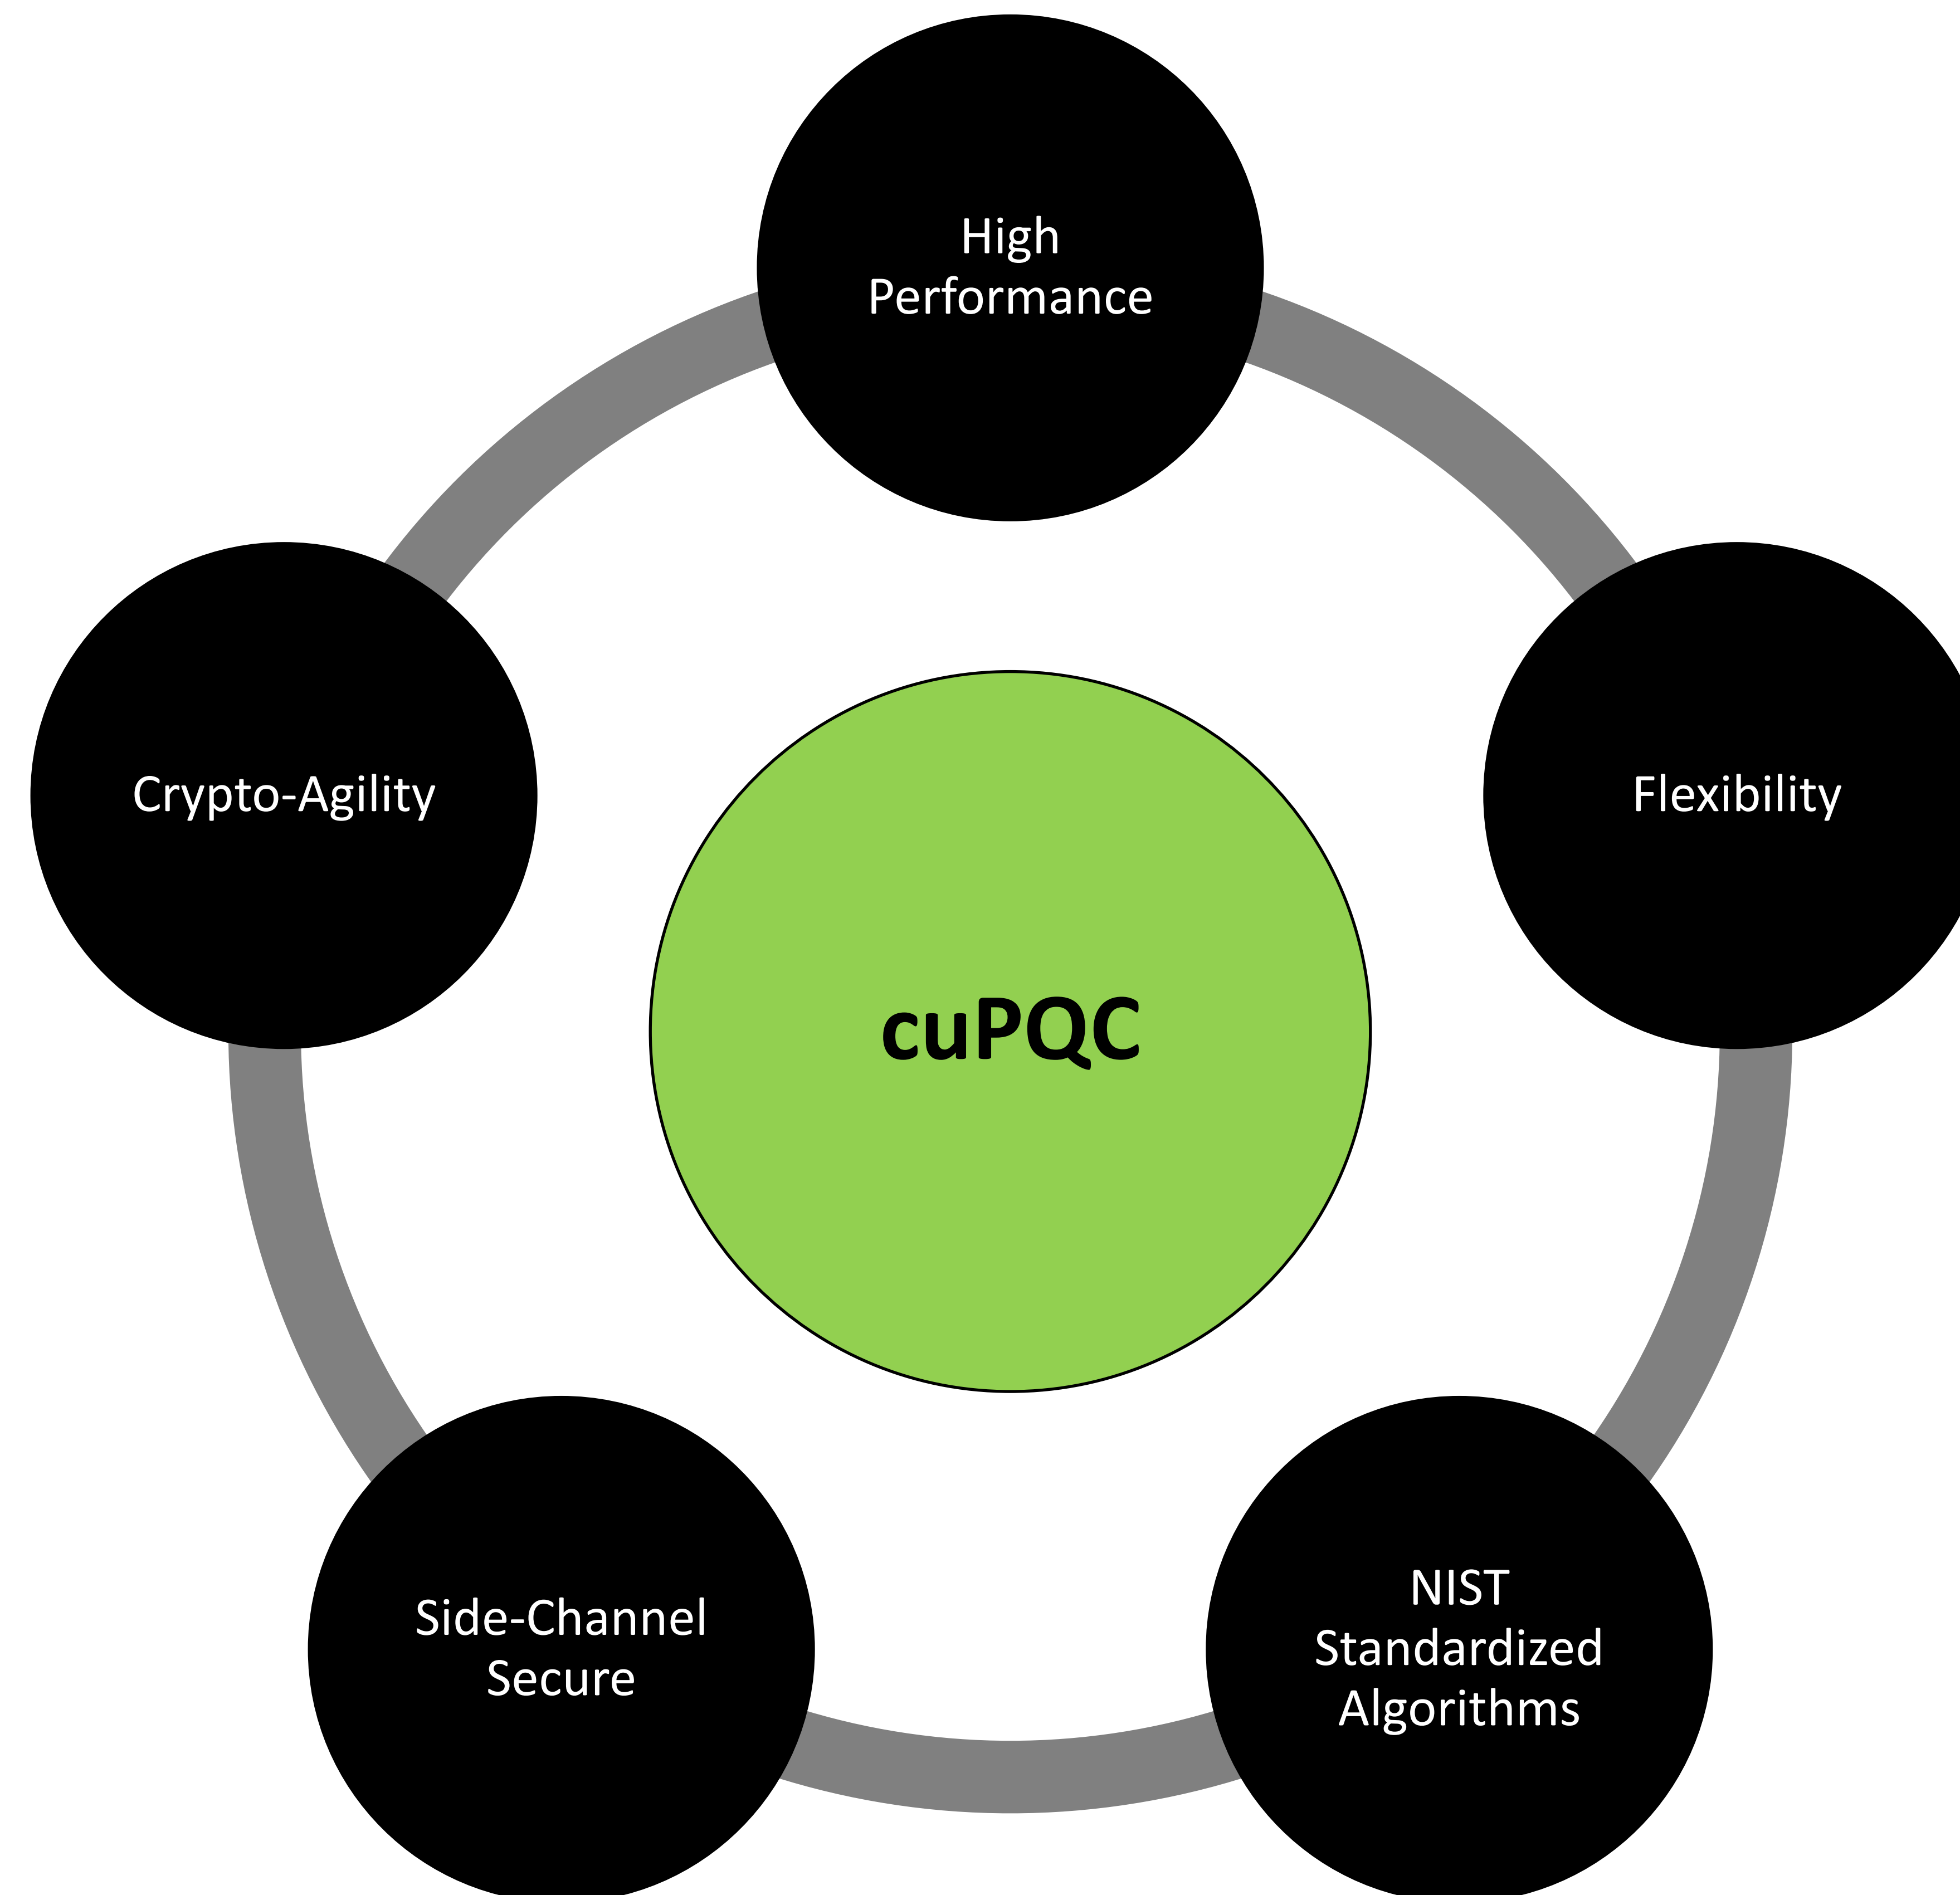 High
Performance
Crypto-Agility
Flexibility
cuPQC
Side-Channel
Secure
NIST
Standardized
Algorithms